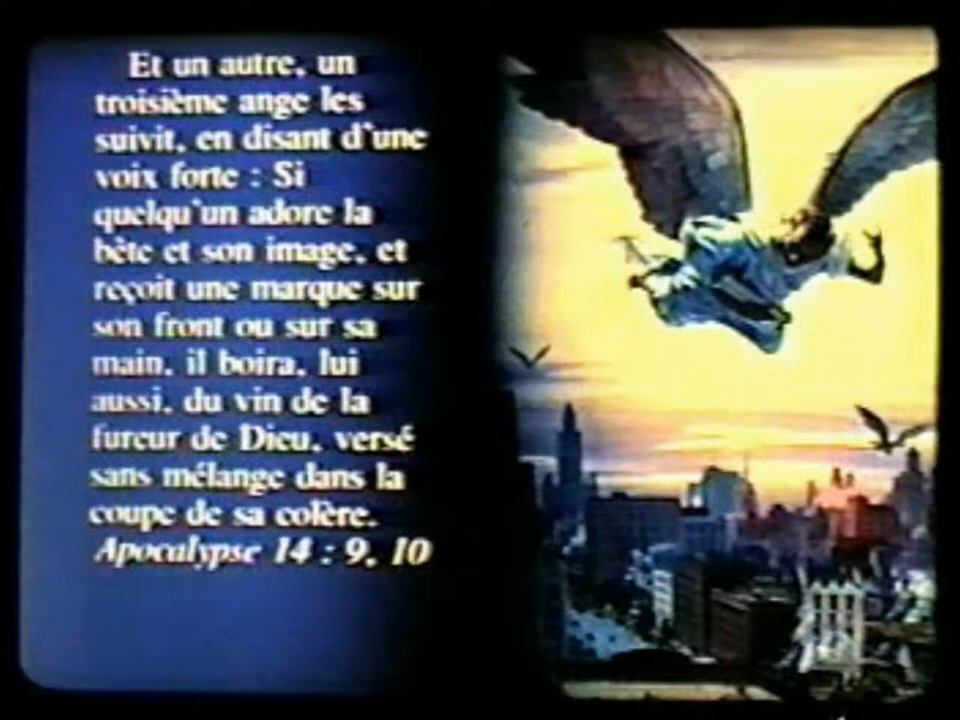 Et un autre, un
troisième ange les
suivit, en disant d'une
voix forte : Si
quelqu'un adore la
bête et son image, et
reçoit une marque sur
son front ou sur sa
main, il boira, lui
aussi, du vin de la
fureur de Dieu, versé
sans mélange dans la
coupe de sa colère.
Apocalypse 14 : 9, 10